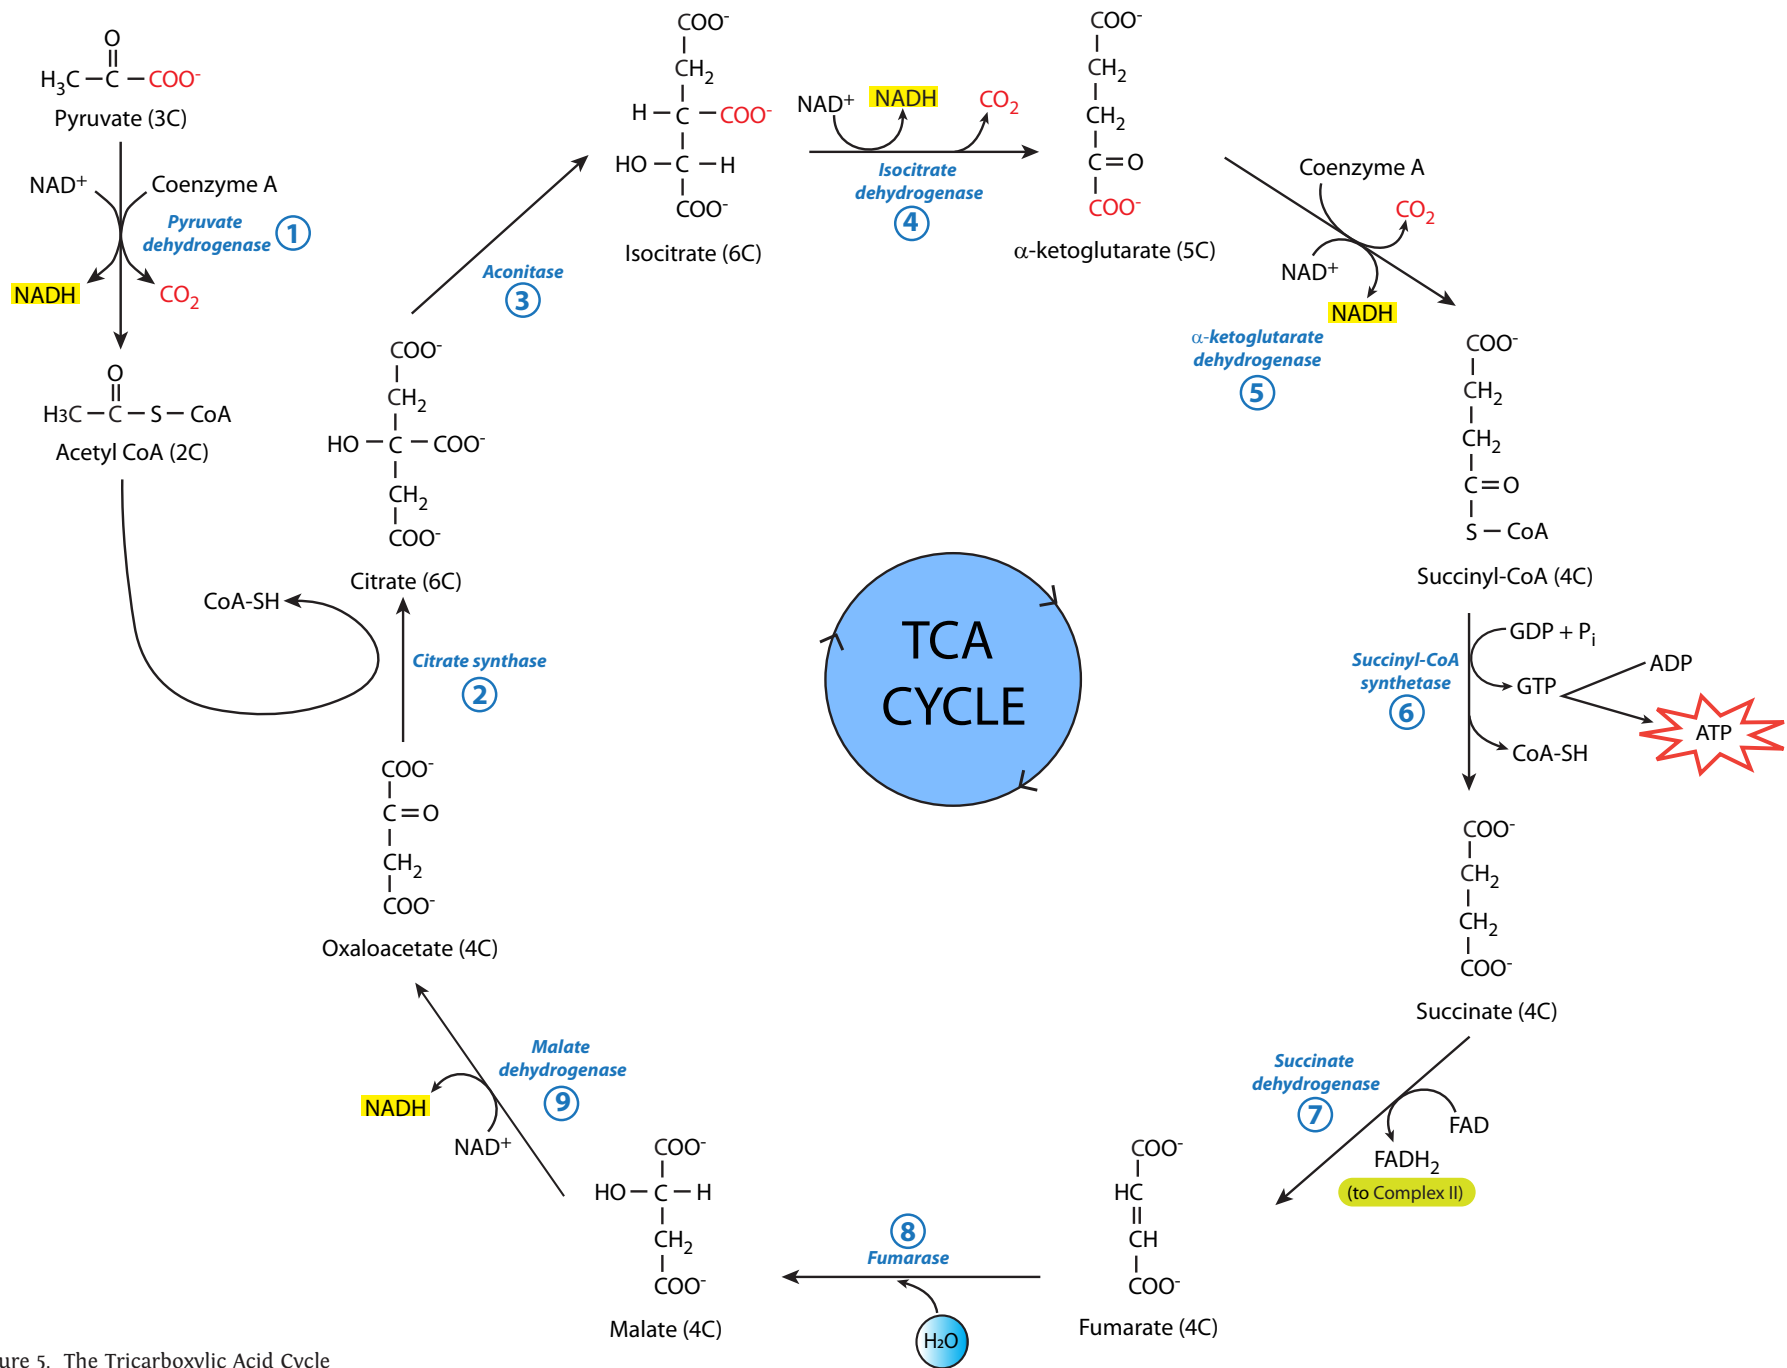 O
H3C — C — COO-
Pyruvate (3C)
NAD+
Coenzyme A
Pyruvate
dehydrogenase
1
NADH
CO2
O
H3C — C — S — CoA
Acetyl CoA (2C)
CoA-SH
Citrate synthase
2
COO-
CH2
HO — C — COO-
CH2
COO-
Citrate (6C)
Aconitase
3
COO-
CH2
H — C — COO-
HO — C — H
COO-
Isocitrate (6C)
NAD+
NADH
CO2
Isocitrate
dehydrogenase
4
COO-
CH2
CH2
C=O
COO-
α-ketoglutarate (5C)
Coenzyme A
CO2
NAD+
NADH
α-ketoglutarate
dehydrogenase
5
COO-
CH2
CH2
C=O
S — CoA
Succinyl-CoA (4C)
GDP + Pi
Succinyl-CoA
synthetase
6
GTP
ADP
ATP
CoA-SH
COO-
CH2
CH2
COO-
Succinate (4C)
Succinate
dehydrogenase
7
FAD
FADH2
(to Complex II)
COO-
HC
CH
COO-
Fumarate (4C)
8
Fumarase
H2O
COO-
HO — C — H
CH2
COO-
Malate (4C)
Malate
dehydrogenase
9
NADH
NAD+
COO-
C=O
CH2
COO-
Oxaloacetate (4C)
TCA
CYCLE
ure 5. The Tricarboxylic Acid Cycle